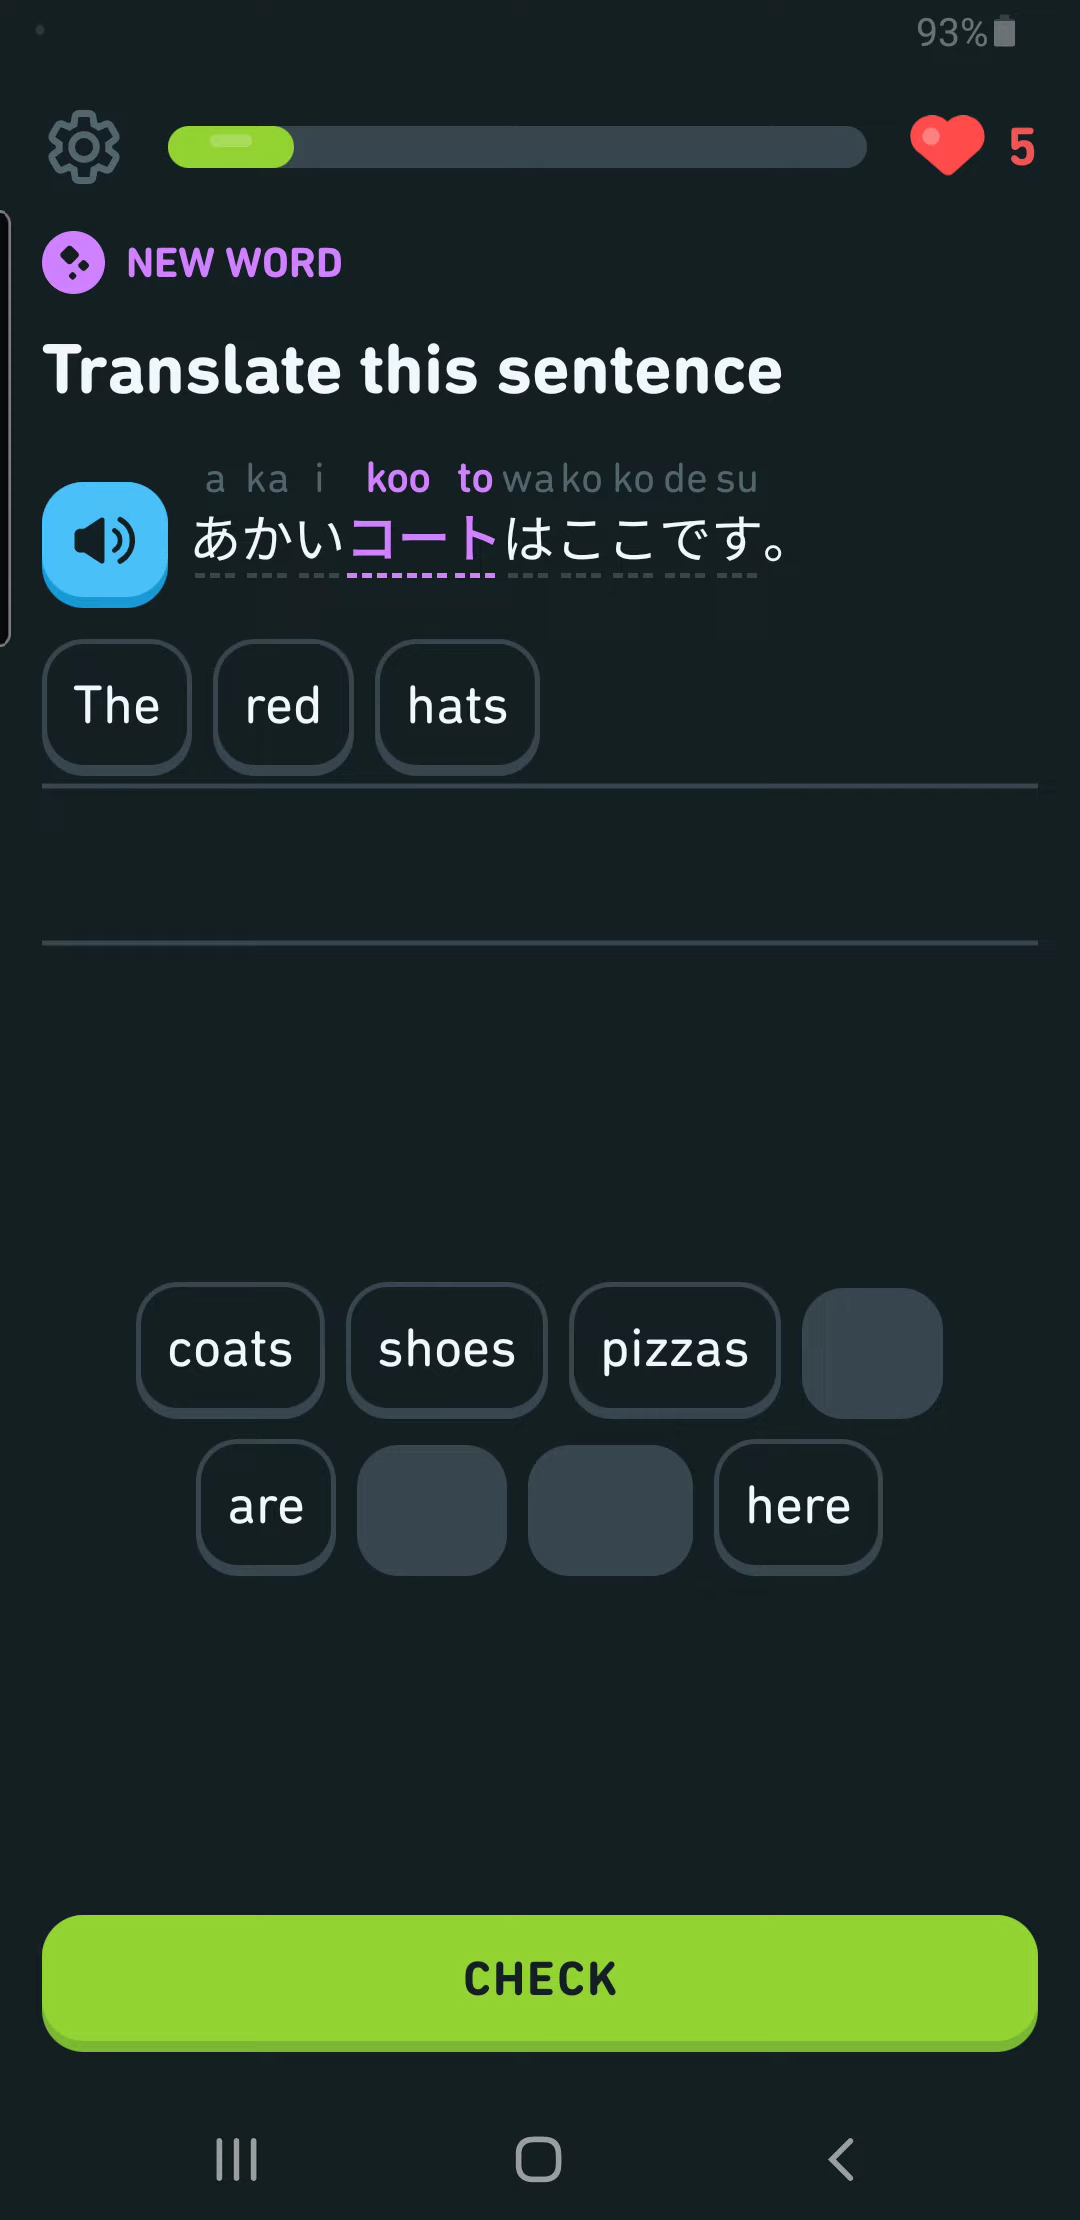 93%
5
NEW WORD
Translate this sentence
a ka i koo to wa ko ko de su
あかいコートはここです。
The red hats
coats shoes pizzas
are here
CHECK